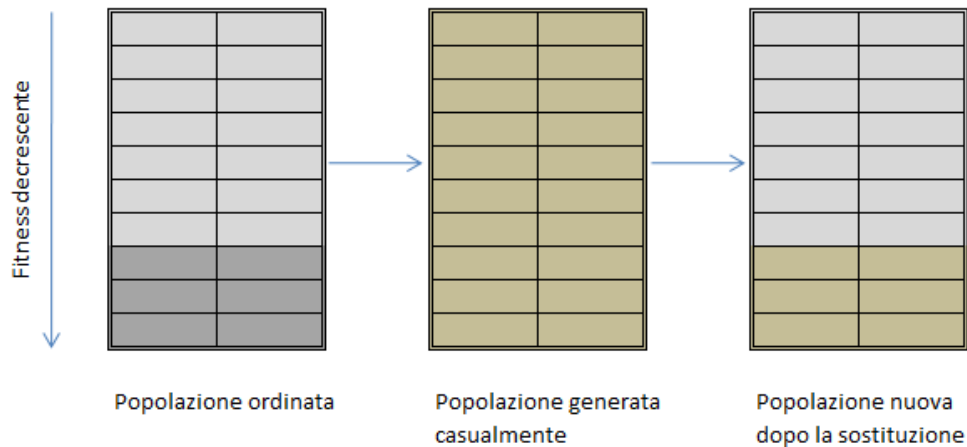 Fitness decrescente
Popolazione ordinata
Popolazione generata
casualmente
Popolazione nuova
dopo la sostituzione